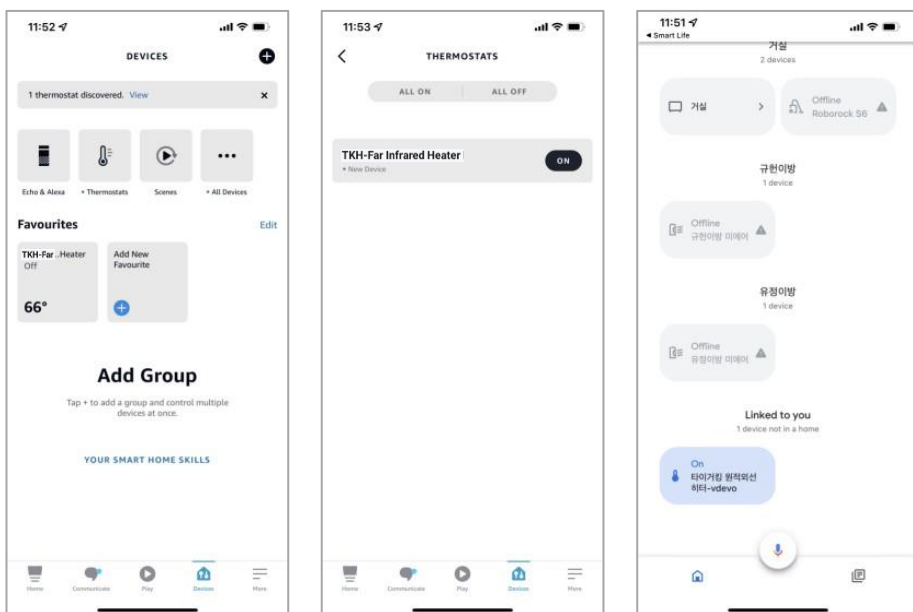 11:52
DEVICES
1 thermostat discovered. View
Echo & Alexa
• Thermostats
Scenes
• All Devices
Favourites
Edit
TKH-Far ..Heater
Off
66°
Add New
Favourite
Add Group
Tap + to add a group and control multiple
devices at once.
YOUR SMART HOME SKILLS
Home
Communicate
Play
Devices
More
11:53
THERMOSTATS
ALL ON
ALL OFF
TKH-Far Infrared Heater
• New Device
ON
Home
Communicate
Play
Devices
More
11:51
Smart Life
거실
2 devices
거실
Offline
Roborock S6
규헌이방
1 device
Offline
규헌이방 미에어
유정이방
1 device
Offline
유정이방 미에어
Linked to you
1 device not in a home
On
타이거킹 원적외선
히터-vdevo